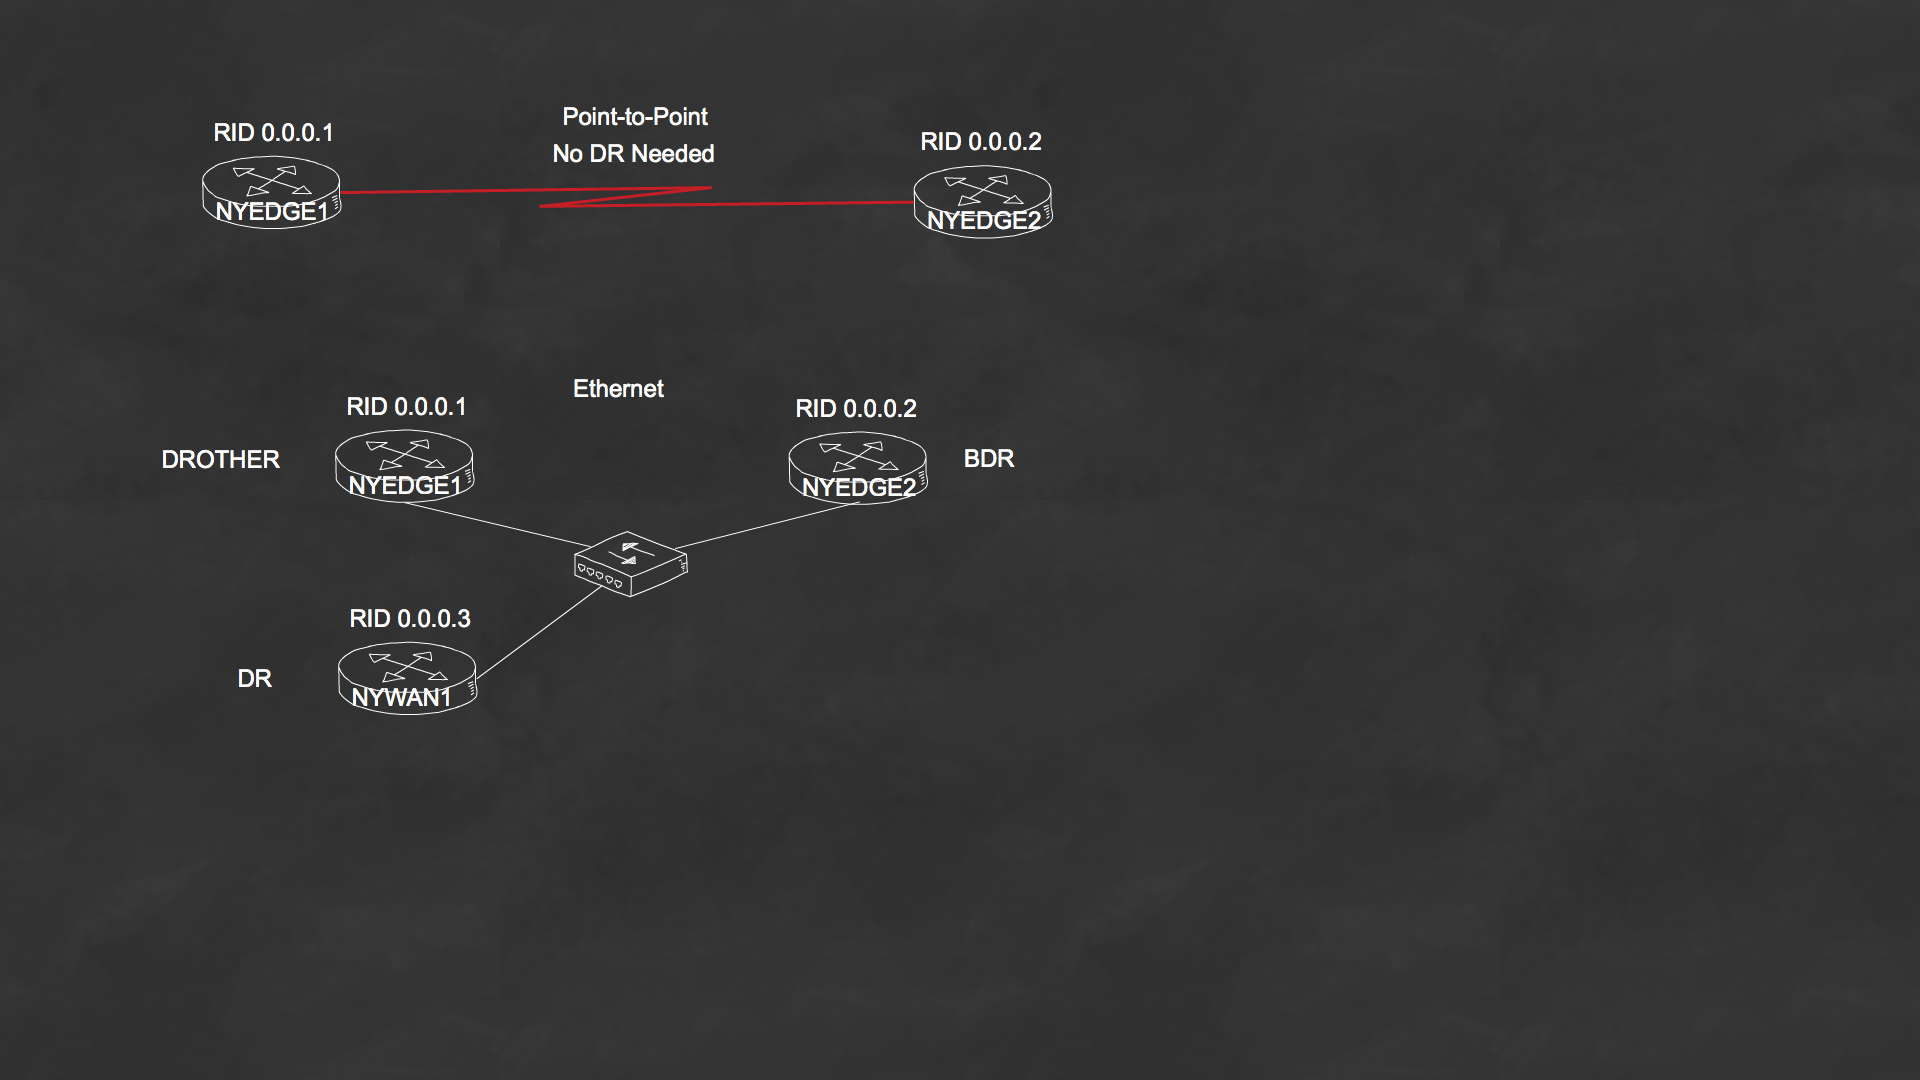 Point-to-Point
No DR Needed
RID 0.0.0.1
RID 0.0.0.2
NYEDGE1
NYEDGE2
Ethernet
RID 0.0.0.1
RID 0.0.0.2
DROTHER
BDR
NYEDGE1
NYEDGE2
RID 0.0.0.3
DR
NYWAN1